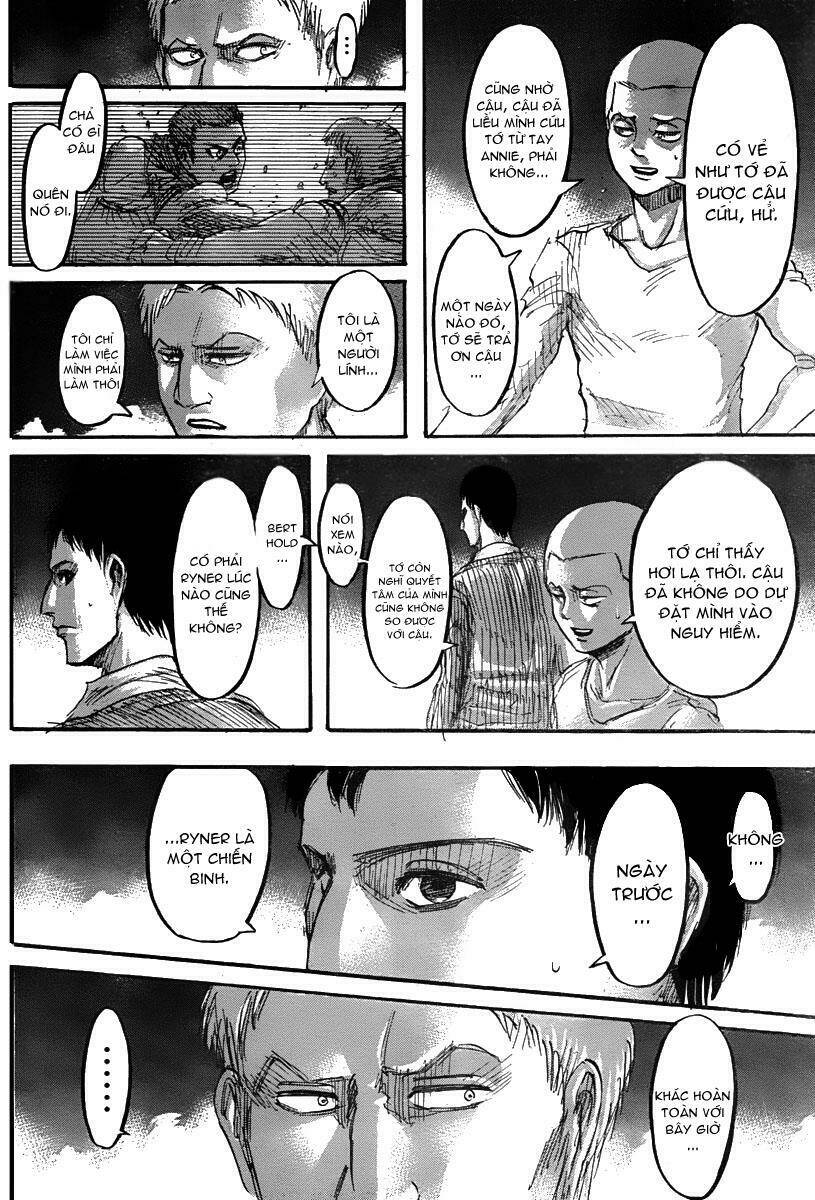 ...
CHẢ
CÓ GÌ
ĐÂU
QUÊN
NÓ ĐI.
TÔI LÀ
MỘT
NGƯỜI
LÍNH...
TÔI CHỈ
LÀM VIỆC
MÌNH PHẢI
LÀM THÔI
CÓ VẺ
NHƯ TỚ ĐÃ
ĐƯỢC CẬU
CỨU, HỬ.
CŨNG NHỜ
CẬU, CẬU ĐÃ
LIỀU MÌNH CỨU
TỚ TỪ TAY
ANNIE, PHẢI
KHÔNG...
MỘT NGÀY
NÀO ĐÓ,
TỚ SẼ TRẢ
ƠN CẬU
...
TỚ CHỈ THẤY
HƠI LẠ THÔI. CẬU
ĐÃ KHÔNG DO DỰ
ĐẶT MÌNH VÀO
NGUY HIỂM.
TỚ CÒN
NGHĨ QUYẾT
TÂM CỦA MÌNH
CŨNG KHÔNG
SO ĐƯỢC
VỚI CẬU.
NÓI
XEM
NÀO,
BERT
HOLD
...
CÓ PHẢI
RYNER LÚC
NÀO CŨNG
THẾ
KHÔNG?
KHÔNG
...
NGÀY
TRƯỚC
...
...RYNER LÀ
MỘT CHIẾN
BINH.
KHÁC HOÀN
TOÀN VỚI
BÂY GIỜ
...
......